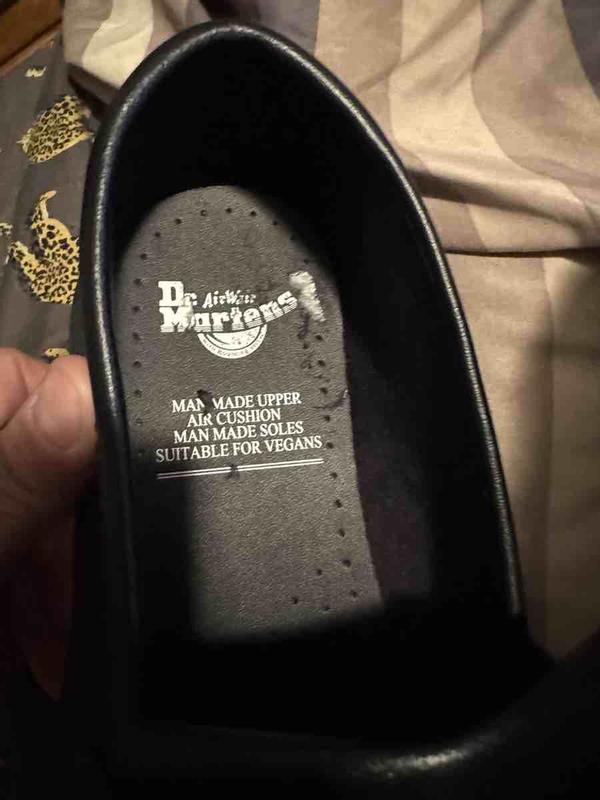 Dr. AirWair
Martens
MAN MADE UPPER
AIR CUSHION
MAN MADE SOLES
SUITABLE FOR VEGANS